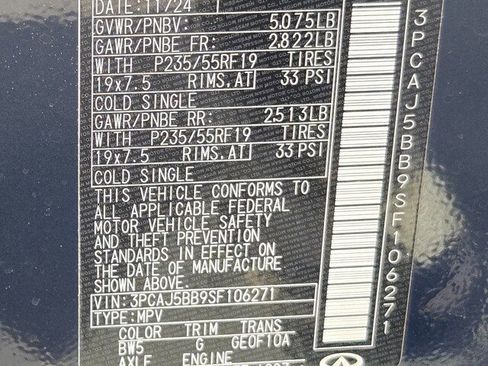 DATE: 11/24
GVWR/PNBV 5075LB
GAWR/PNBE FR: 2822LB
WITH P235/55RF19 TIRES
19x7.5 RIMS.AT 33 PSI
COLD SINGLE
GAWR/PNBE RR: 2513LB
WITH P235/55RF19 TIRES
19x7.5 RIMS.AT 33 PSI
COLD SINGLE
THIS VEHICLE CONFORMS TO
ALL APPLICABLE FEDERAL
MOTOR VEHICLE SAFETY
AND THEFT PREVENTION
STANDARDS IN EFFECT ON
THE DATE OF MANUFACTURE
SHOWN ABOVE.
VIN: 3PCAJ5BB9SF106271
TYPE: MPV
COLOR TRIM TRANS
BW5 G GE0F10A
AXLE ENGINE
3PCAJ5BB9SF106271